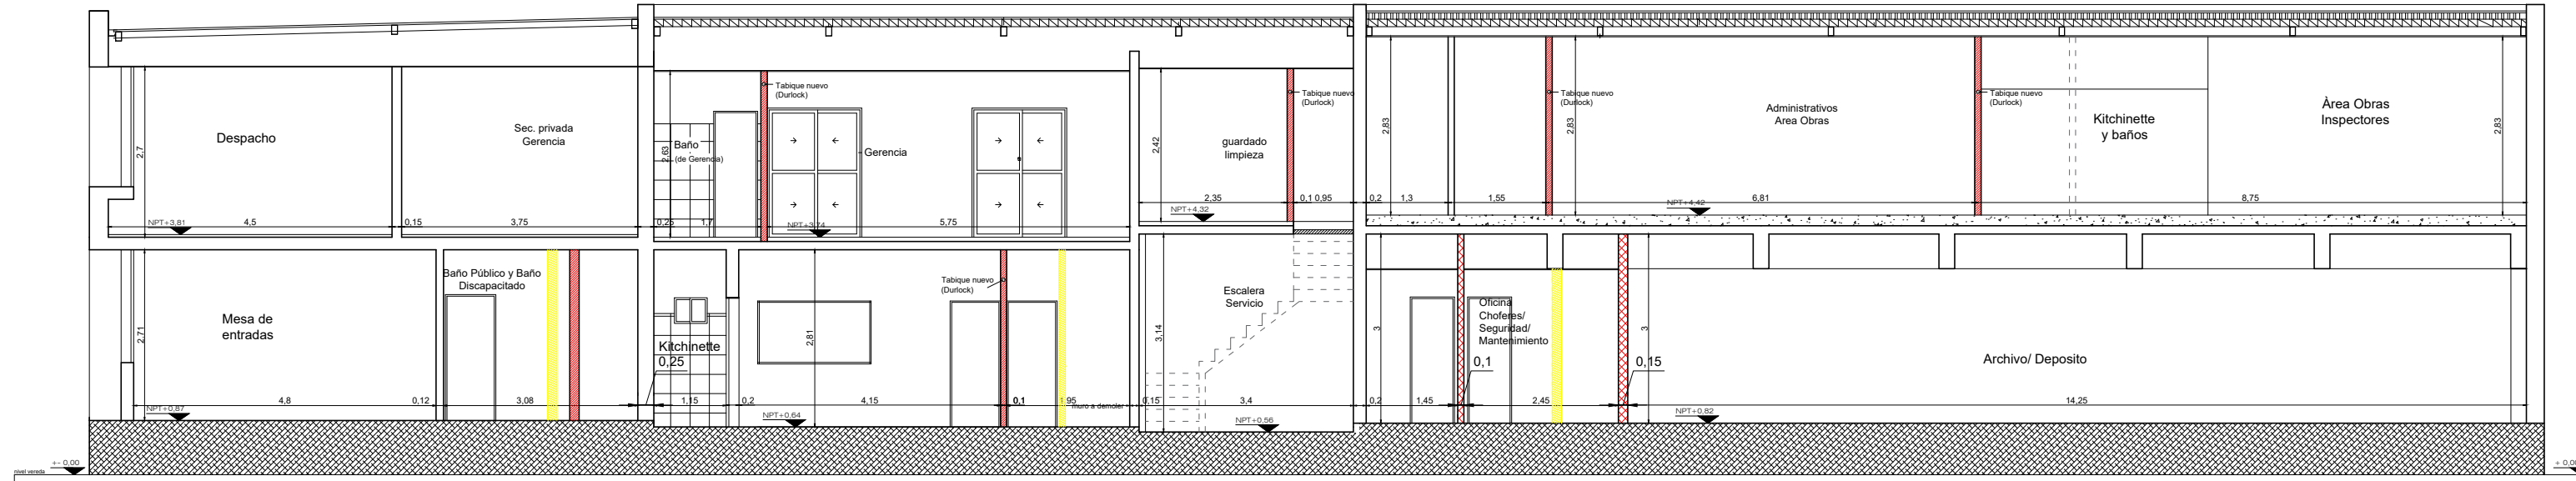 Despacho
Sec. privada
Gerencia
Baño
(de Gerencia)
Tabique nuevo
(Durlock)
Gerencia
guardado
limpieza
Tabique nuevo
(Durlock)
Tabique nuevo
(Durlock)
Administrativos
Area Obras
Tabique nuevo
(Durlock)
Kitchinette
y baños
Àrea Obras
Inspectores
2,7
2,63
2,42
2,83
2,83
2,83
NPT+3,81
4,5
0,15
3,75
0,25
1,7
NPT+3,74
5,75
2,35
NPT+4,32
0,1
0,95
0,2
1,3
1,55
NPT+4,42
6,81
8,75
Mesa de
entradas
Baño Público y Baño
Discapacitado
Kitchinette
0,25
Tabique nuevo
(Durlock)
Escalera
Servicio
Oficina
Choferes/
Seguridad/
Mantenimiento
0,1
0,15
Archivo/ Deposito
2,71
2,81
3,14
3
3
NPT+0,87
4,8
0,12
3,08
1,15
0,2
4,15
NPT+0,64
0,1
1,95
muro a demoler
0,15
3,4
NPT+0,56
0,2
1,45
2,45
NPT+0,82
14,25
nivel vereda
+- 0,00
+ 0,00